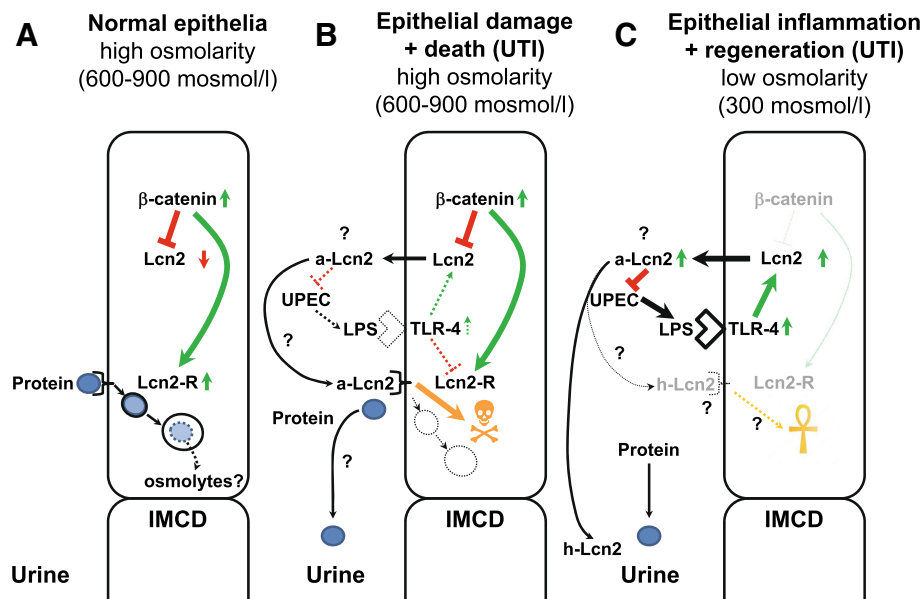 A
Normal epithelia
high osmolarity
(600-900 mosmol/l)
β-catenin
Lcn2
Lcn2-R
Protein
osmolytes?
IMCD
Urine
B
Epithelial damage
+ death (UTI)
high osmolarity
(600-900 mosmol/l)
β-catenin
?
a-Lcn2
Lcn2
UPEC
LPS
TLR-4
?
a-Lcn2
Lcn2-R
Protein
?
IMCD
Urine
C
Epithelial inflammation
+ regeneration (UTI)
low osmolarity
(300 mosmol/l)
β-catenin
?
a-Lcn2
Lcn2
UPEC
LPS
TLR-4
?
h-Lcn2
Lcn2-R
?
?
Protein
IMCD
h-Lcn2
Urine